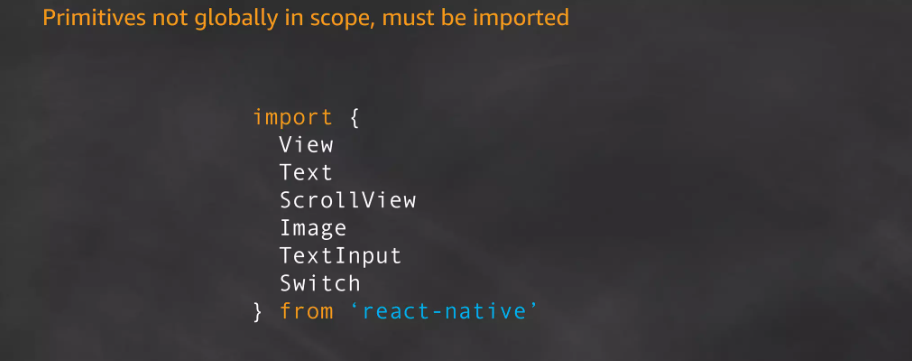 Primitives not globally in scope, must be imported
import {
View
Text
ScrollView
Image
TextInput
Switch
} from ‘react-native’